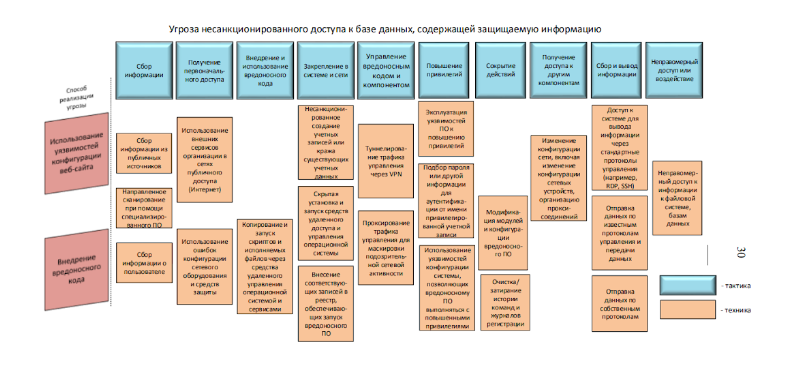 Угроза несанкционированного доступа к базе данных, содержащей защищаемую информацию
Способ
реализации
угрозы
Сбор
информации
Получение
первоначаль-
ного доступа
Внедрение и
использование
вредоносного
кода
Закрепление в
системе и сети
Управление
вредоносным
кодом и
компонентом
Повышение
привилегий
Сокрытие
действий
Получение
доступа к
другим
компонентам
Сбор и вывод
информации
Неправомерный
доступ или
воздействие
Использование
уязвимостей
конфигурации
веб-сайта
Внедрение
вредоносного
кода
Сбор
информации из
публичных
источников
Направленное
сканирование
при помощи
специализиро-
ванного ПО
Сбор
информации о
пользователе
Использование
внешних
сервисов
организации в
сетях
публичного
доступа
(Интернет)
Использование
ошибок
конфигурации
сетевого
оборудования
и средств
защиты
Копирование и
запуск
скриптов и
исполняемых
файлов через
средства
удаленного
управления
операционной
системой и
сервисами
Несанкциони-
рованное
создание
учетных
записей или
кража
существующих
учетных
данных
Скрытая
установка и
запуск средств
удаленного
доступа и
управления
операционной
системы
Внесение
соответствую-
щих записей в
реестр,
обеспечиваю-
щих запуск
вредоносного
ПО
Туннелирова-
ние трафика
управления
через VPN
Проксирование
трафика
управления для
маскировки
подозритель-
ной сетевой
активности
Эксплуатация
уязвимостей
ПО к
повышению
привилегий
Подбор пароля
или другой
информации
для
аутентифика-
ции от имени
привилегиро-
ванной учетной
записи
Использование
уязвимостей
конфигурации
системы,
позволяющих
вредоносному
ПО
выполняться с
повышенными
привилегиями
Модифика-
ция модулей
и конфигура-
ции
вредоносно-
го ПО
Очистка/
затирание
истории
команд и
журналов
регистрации
Изменение
конфигурации
сети, включая
изменение
конфигурации
сетевых
устройств,
организацию
прокси-
соединений
Доступ к
системе для
вывода
информации
через
стандартные
протоколы
управления
(например,
RDP, SSH)
Отправка
данных по
известным
протоколам
управления и
передачи
данных
Отправка
данных по
собственным
протоколам
Неправомер-
ный доступ к
информации
к файловой
системе,
базам
данных
- тактика
- техника
30